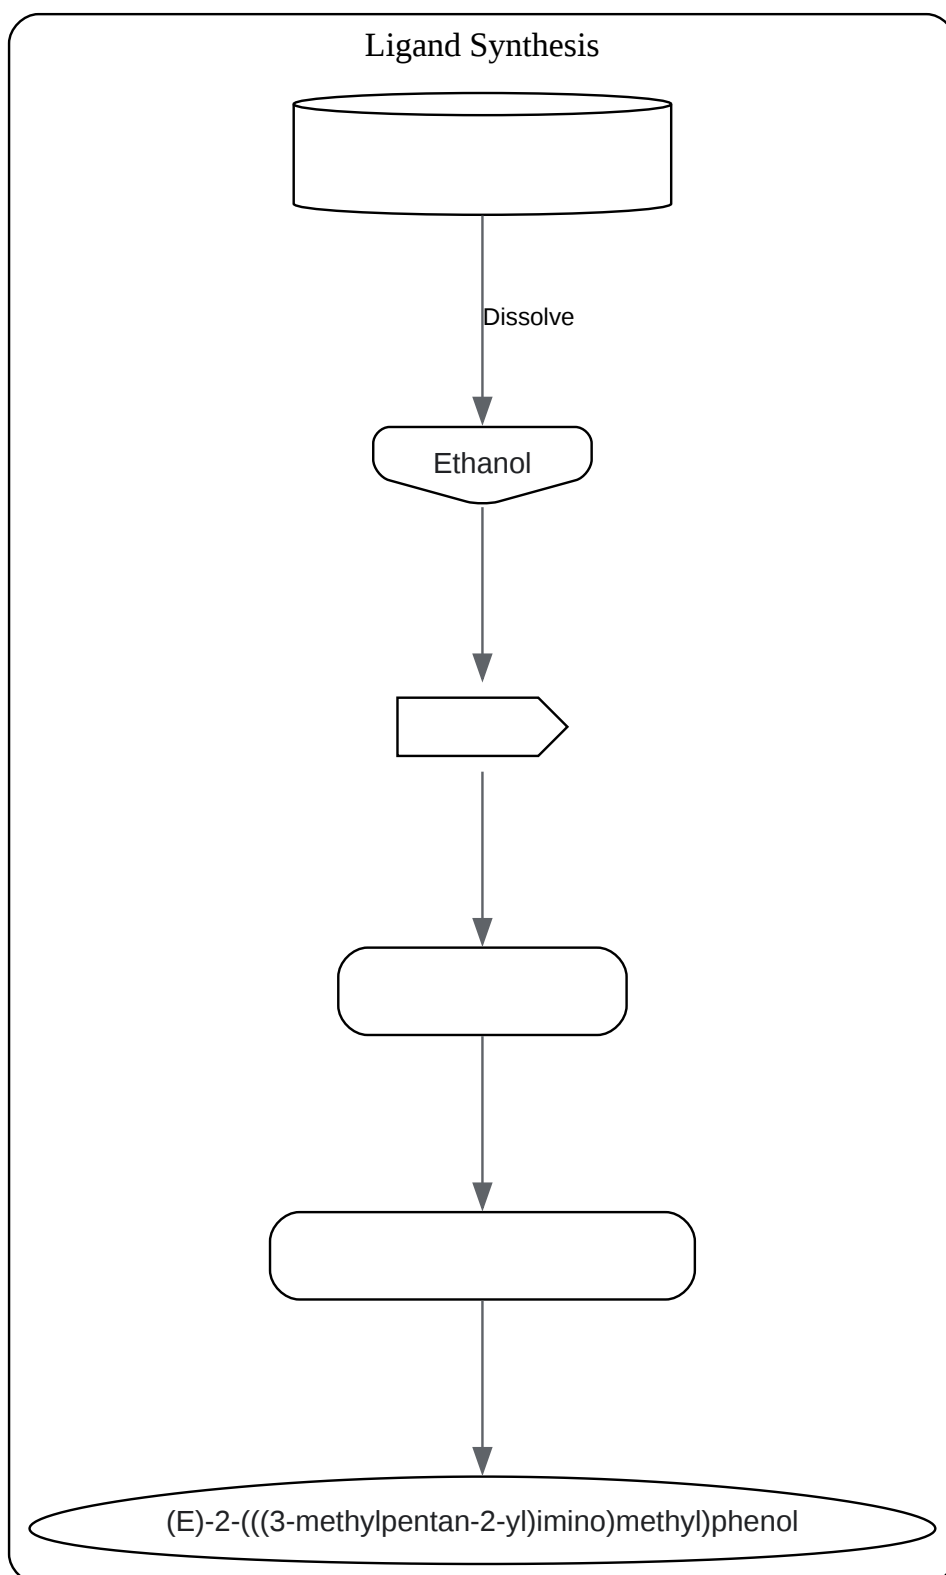 Ligand Synthesis
Dissolve
Ethanol
(E)-2-(((3-methylpentan-2-yl)imino)methyl)phenol